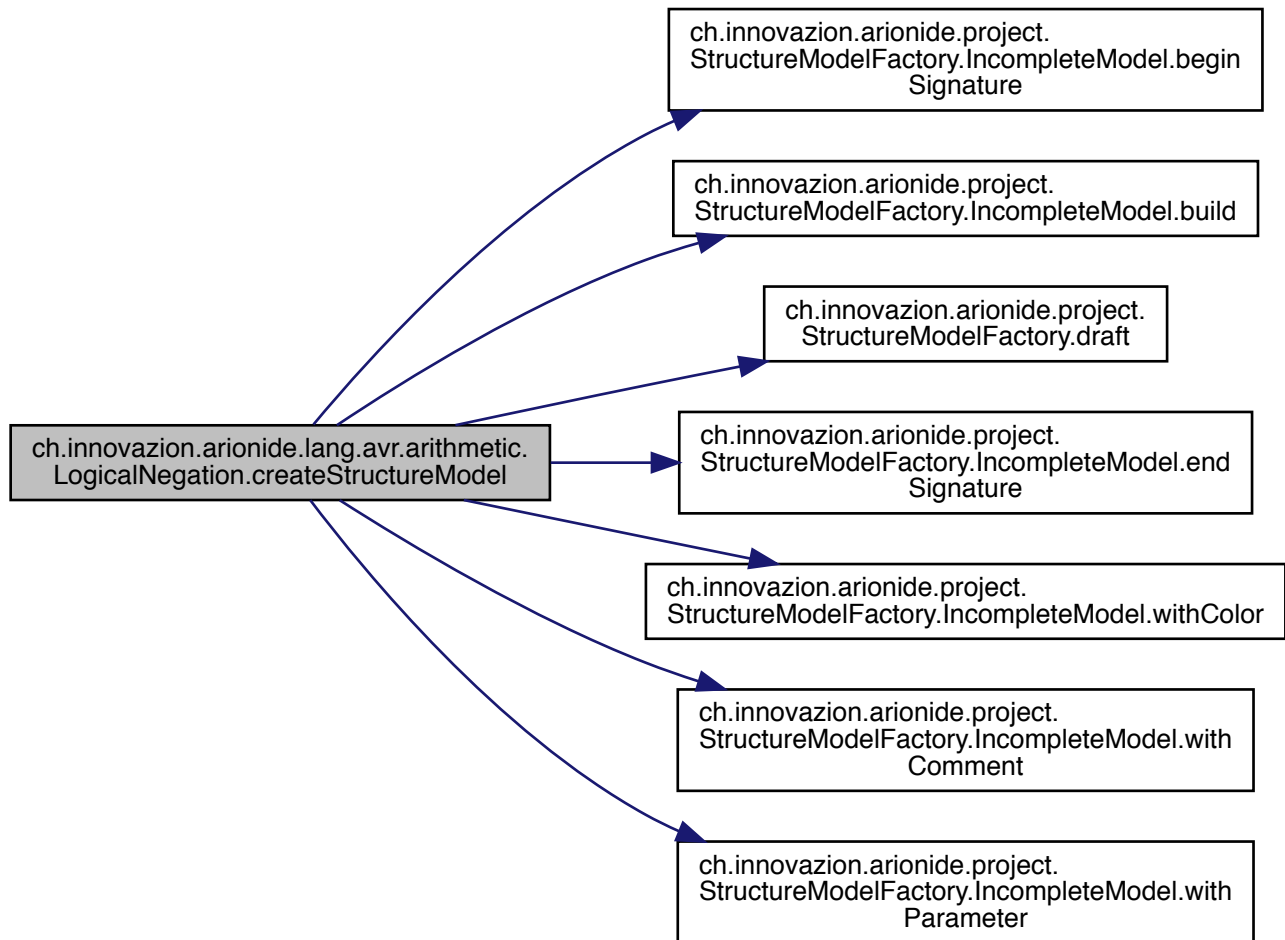 ch.innovazion.arionide.project.
StructureModelFactory.IncompleteModel.begin
Signature
ch.innovazion.arionide.project.
StructureModelFactory.IncompleteModel.build
ch.innovazion.arionide.project.
StructureModelFactory.draft
ch.innovazion.arionide.lang.avr.arithmetic.
LogicalNegation.createStructureModel
ch.innovazion.arionide.project.
StructureModelFactory.IncompleteModel.end
Signature
ch.innovazion.arionide.project.
StructureModelFactory.IncompleteModel.withColor
ch.innovazion.arionide.project.
StructureModelFactory.IncompleteModel.with
Comment
ch.innovazion.arionide.project.
StructureModelFactory.IncompleteModel.with
Parameter